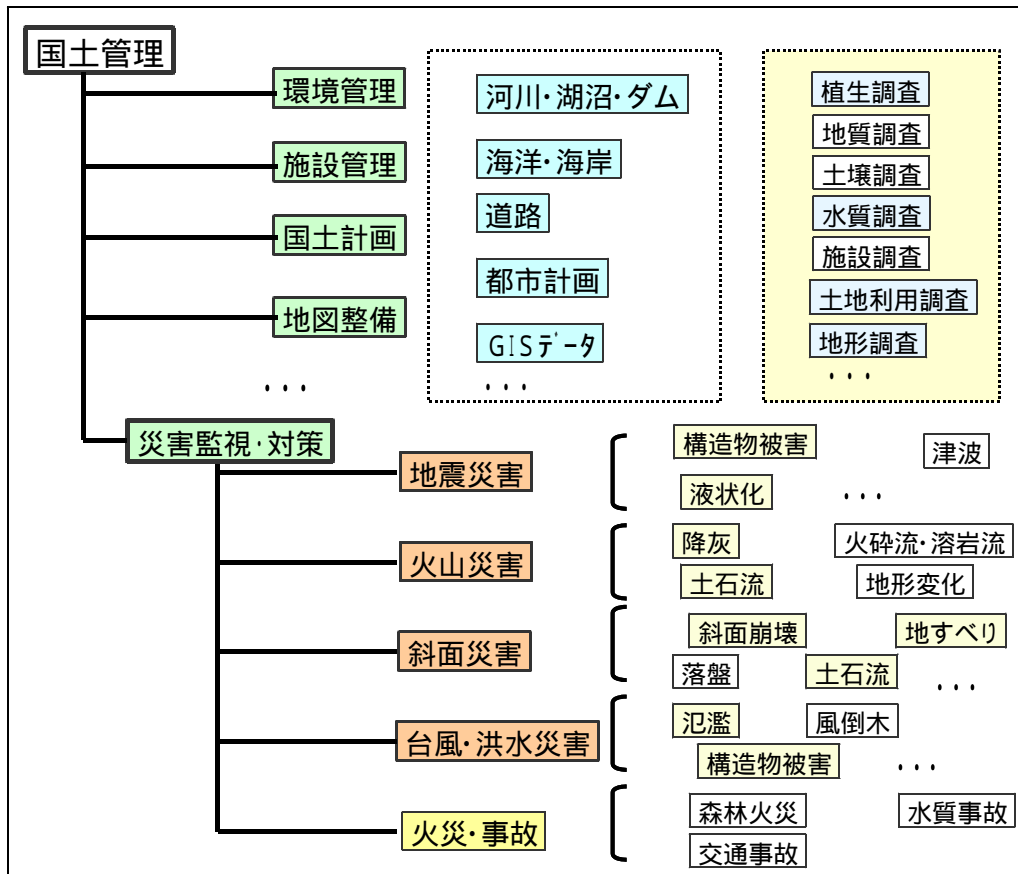 国土管理
環境管理
施設管理
国土計画
地図整備
・・・
河川・湖沼・ダム
海洋・海岸
道路
都市計画
GISデータ
・・・
植生調査
地質調査
土壌調査
水質調査
施設調査
土地利用調査
地形調査
・・・
災害監視・対策
地震災害
構造物被害 津波
液状化 ・・・
火山災害
降灰 火砕流・溶岩流
土石流 地形変化
斜面災害
斜面崩壊 地すべり
落盤 土石流 ・・・
台風・洪水災害
氾濫 風倒木
構造物被害 ・・・
火災・事故
森林火災 水質事故
交通事故